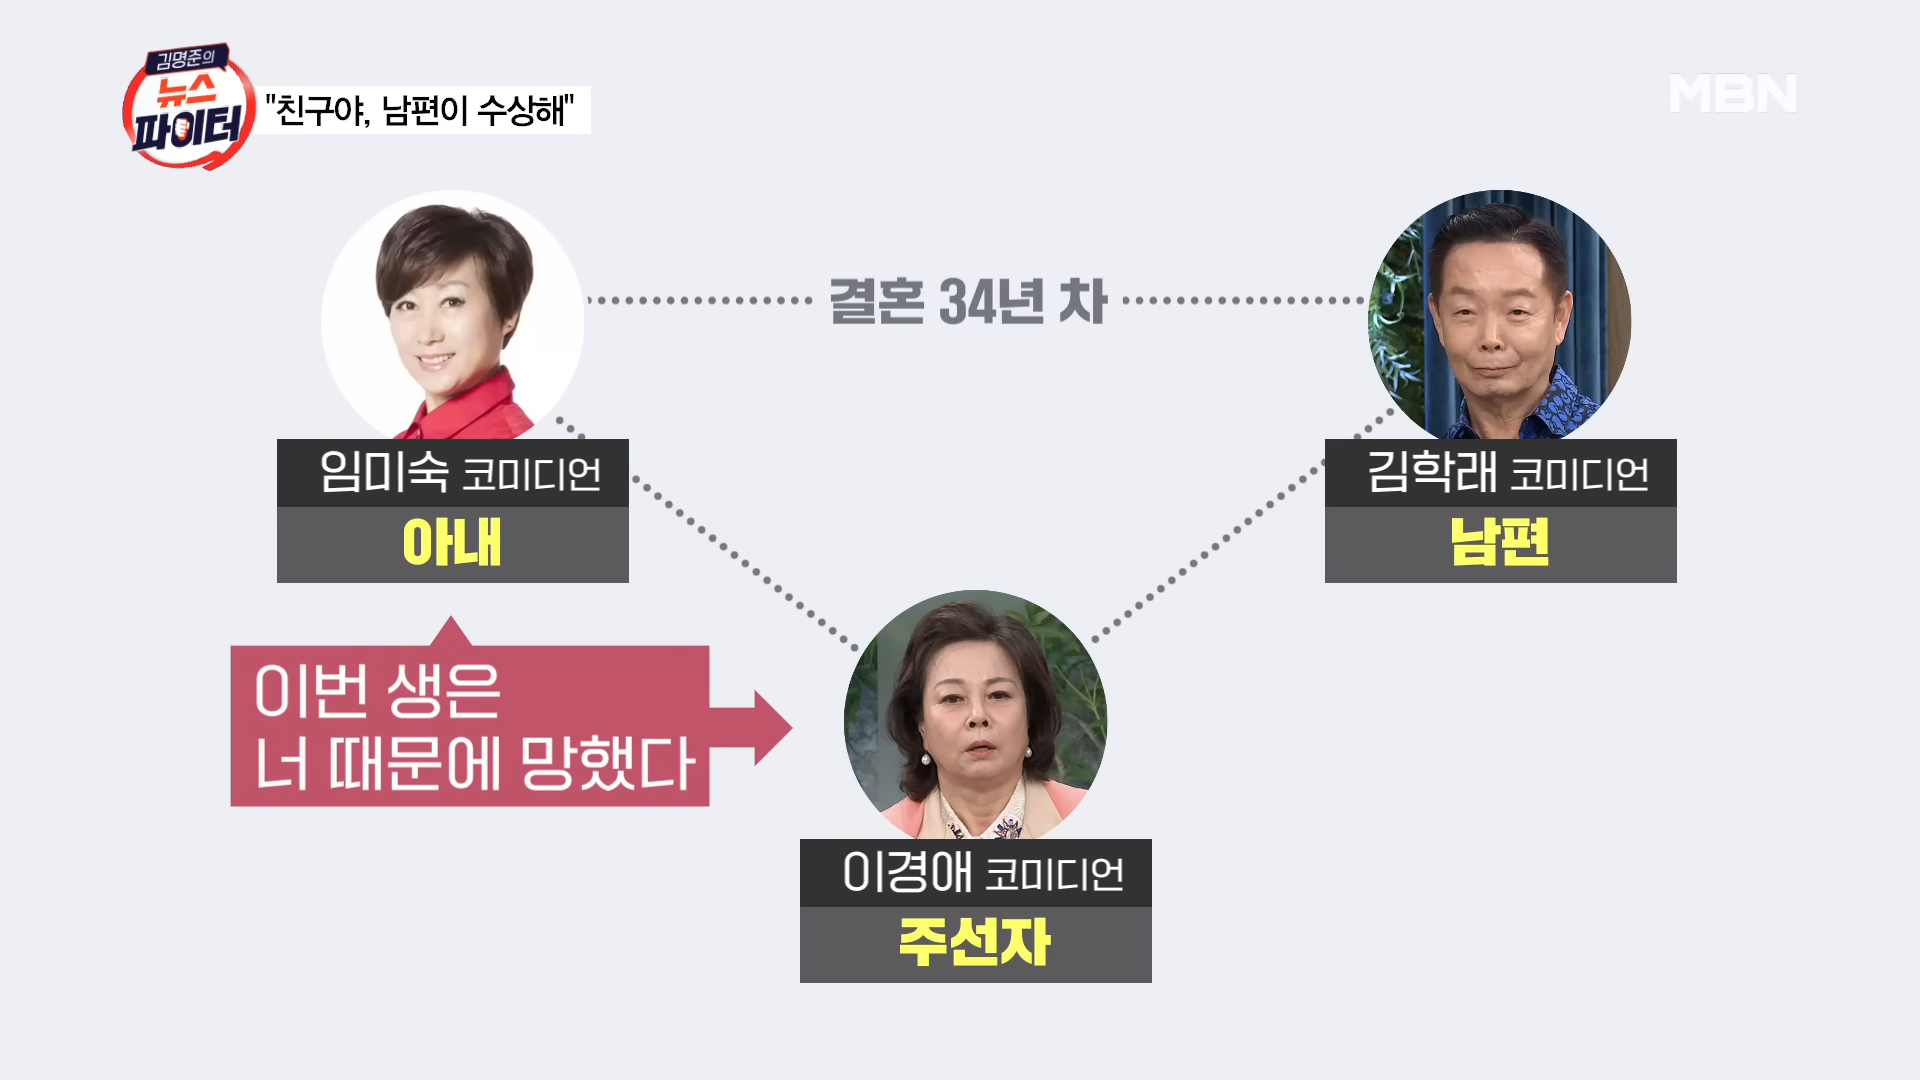 김명준의
뉴스
파이터
"친구야, 남편이 수상해"
MBN
결혼 34년 차
임미숙 코미디언
아내
김학래 코미디언
남편
이번 생은
너 때문에 망했다
이경애 코미디언
주선자